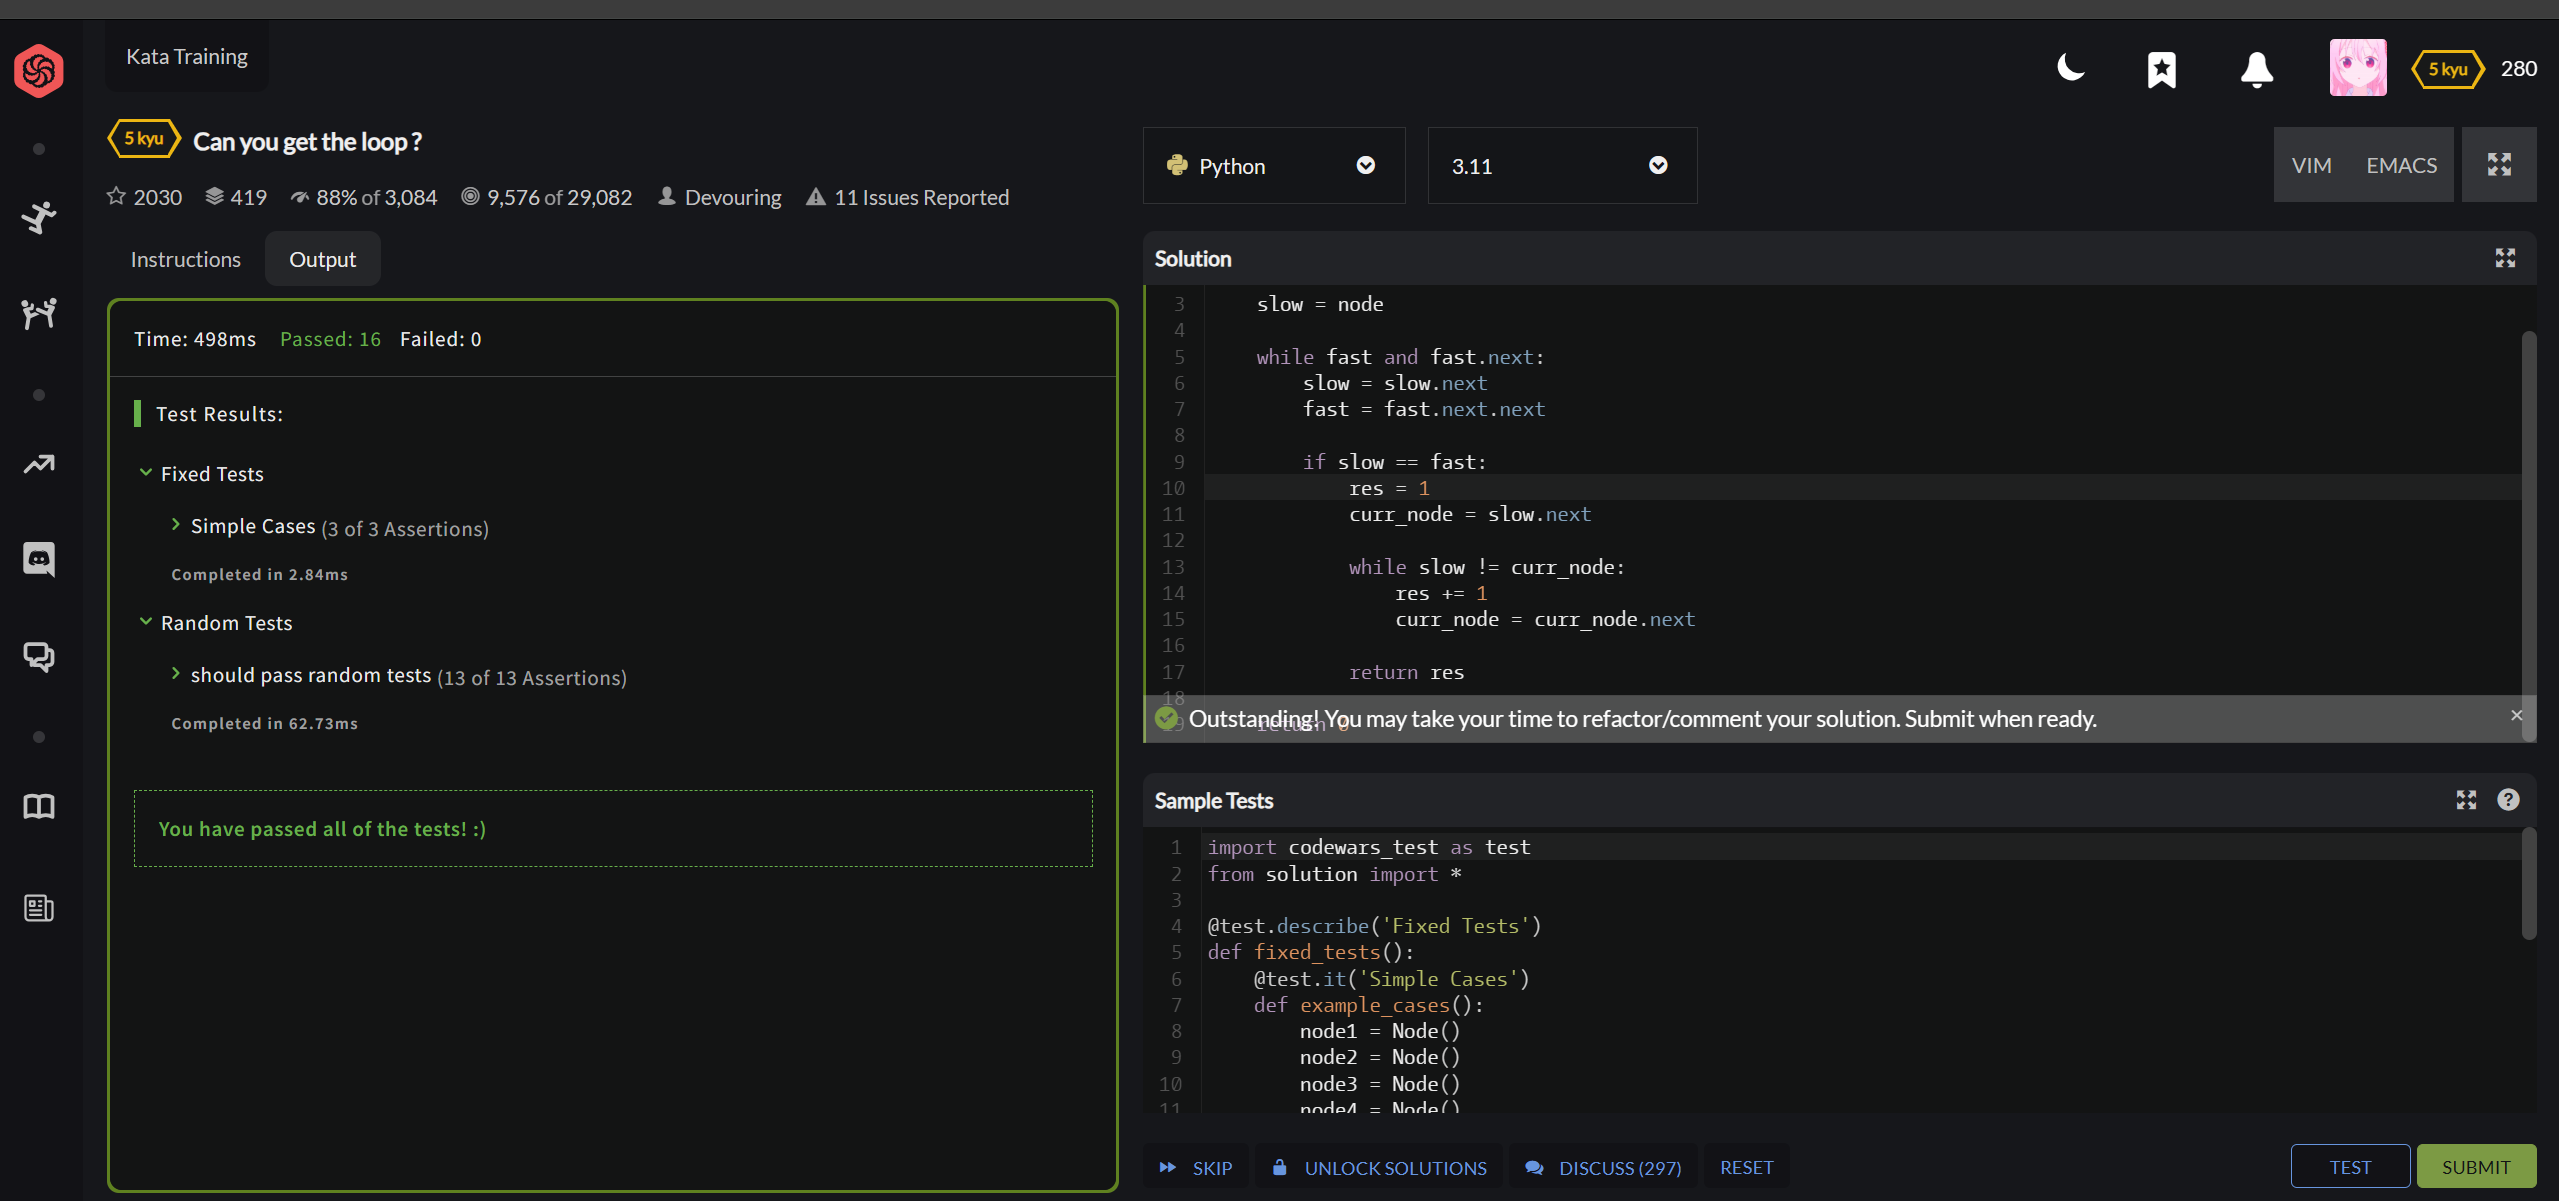 Kata Training
5 kyu 280
5 kyu Can you get the loop ?
2030 419 88% of 3,084 9,576 of 29,082 Devouring 11 Issues Reported
Instructions Output
Time: 498ms Passed: 16 Failed: 0
Test Results:
Fixed Tests
Simple Cases (3 of 3 Assertions)
Completed in 2.84ms
Random Tests
should pass random tests (13 of 13 Assertions)
Completed in 62.73ms
You have passed all of the tests! :)
Python 3.11 VIM EMACS
Solution
3 slow = node
4
5 while fast and fast.next:
6 slow = slow.next
7 fast = fast.next.next
8
9 if slow == fast:
10 res = 1
11 curr_node = slow.next
12
13 while slow != curr_node:
14 res += 1
15 curr_node = curr_node.next
16
17 return res
18
19 return 0
Outstanding! You may take your time to refactor/comment your solution. Submit when ready.
Sample Tests
1 import codewars_test as test
2 from solution import *
3
4 @test.describe('Fixed Tests')
5 def fixed_tests():
6 @test.it('Simple Cases')
7 def example_cases():
8 node1 = Node()
9 node2 = Node()
10 node3 = Node()
11 node4 = Node()
SKIP UNLOCK SOLUTIONS DISCUSS (297) RESET TEST SUBMIT